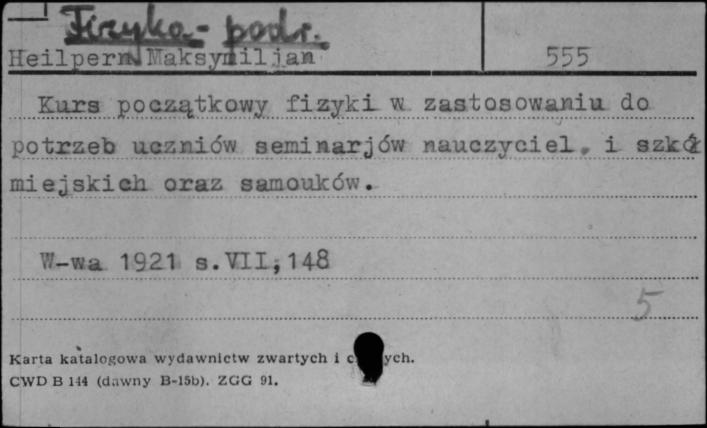 Fizyka - podr.
Heilpern Maksymiljan 555
Kurs początkowy fizyki w zastosowaniu do
potrzeb uczniów seminarjów nauczyciel. i szkół
miejskich oraz samouków.
W-wa 1921 s.VII,148
5
Karta katalogowa wydawnictw zwartych i ych.
CWD B 144 (dawny B-15b). ZGG 91.